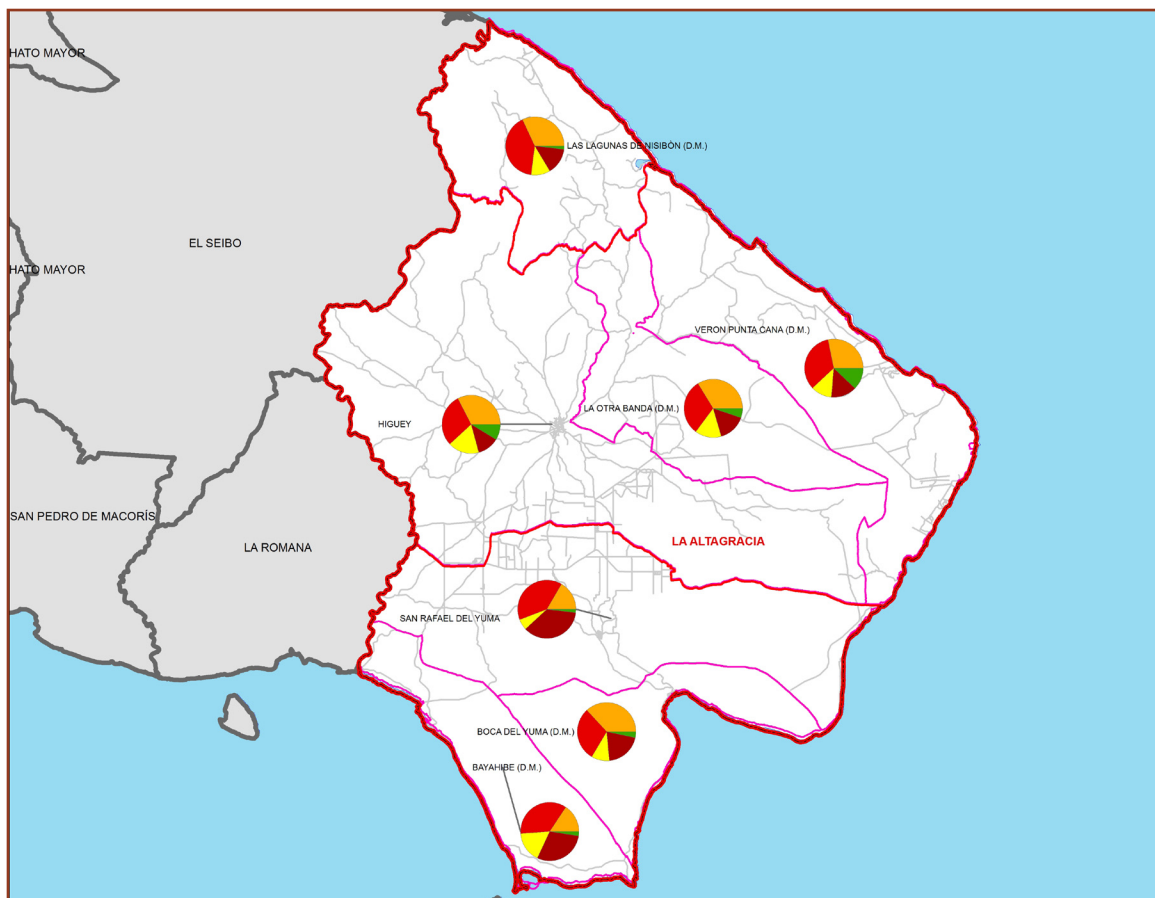 HATO MAYOR
LAS LAGUNAS DE NISIBÓN (D.M.)
EL SEIBO
HATO MAYOR
VERON PUNTA CANA (D.M.)
LA OTRA BANDA (D.M.)
HIGUEY
SAN PEDRO DE MACORÍS
LA ROMANA
LA ALTAGRACIA
SAN RAFAEL DEL YUMA
BOCA DEL YUMA (D.M.)
BAYAHIBE (D.M.)